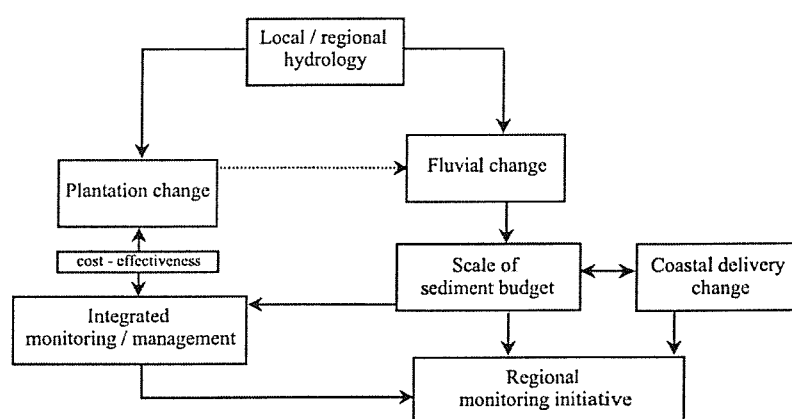 Local / regional
hydrology
Plantation change
Fluvial change
cost - effectiveness
Scale of
sediment budget
Coastal delivery
change
Integrated
monitoring / management
Regional
monitoring initiative